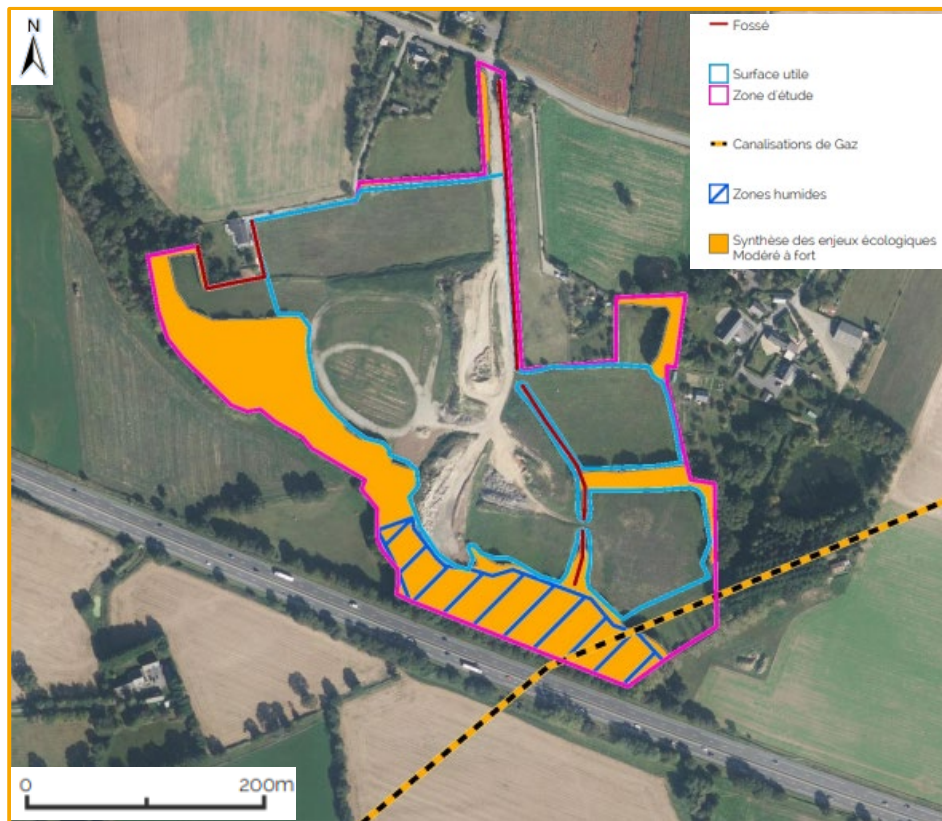 N
Fossé
Surface utile
Zone d'étude
Canalisations de Gaz
Zones humides
Synthèse des enjeux écologiques
Modéré à fort
0 200m